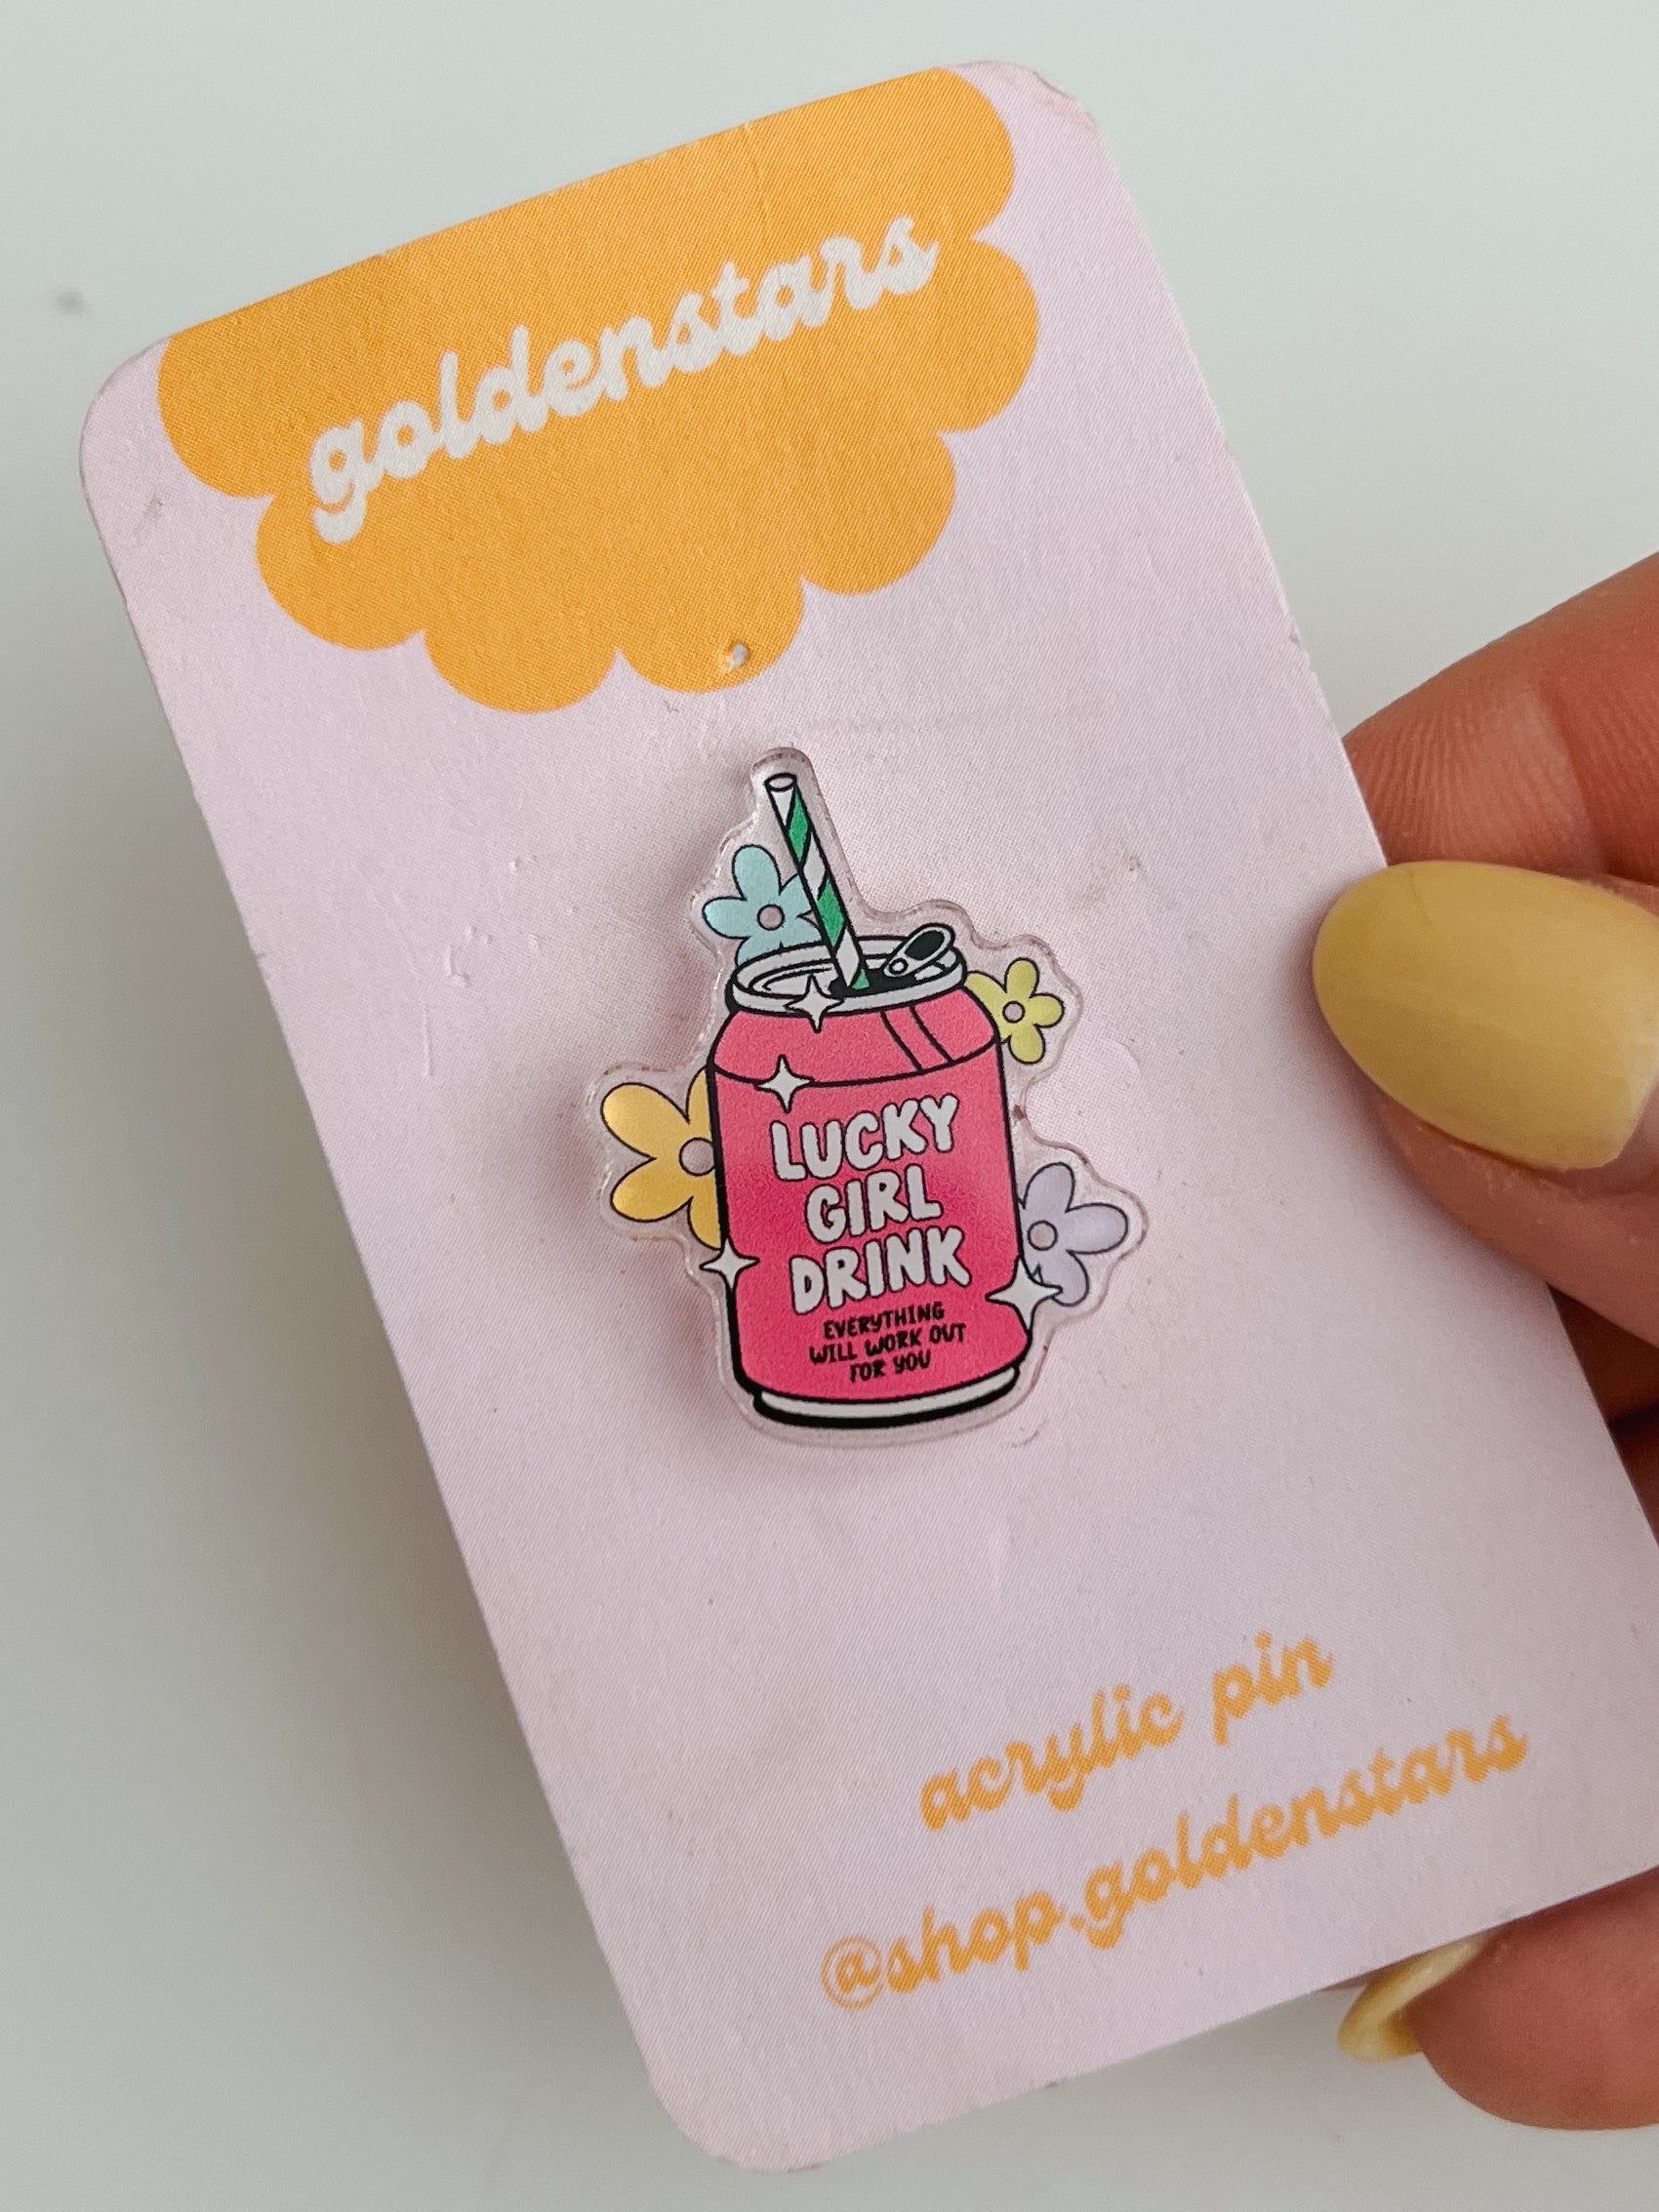 goldenstars
LUCKY
GIRL
DRINK
EVERYTHING
WILL WORK OUT
FOR YOU
acrylic pin
@shop.goldenstars